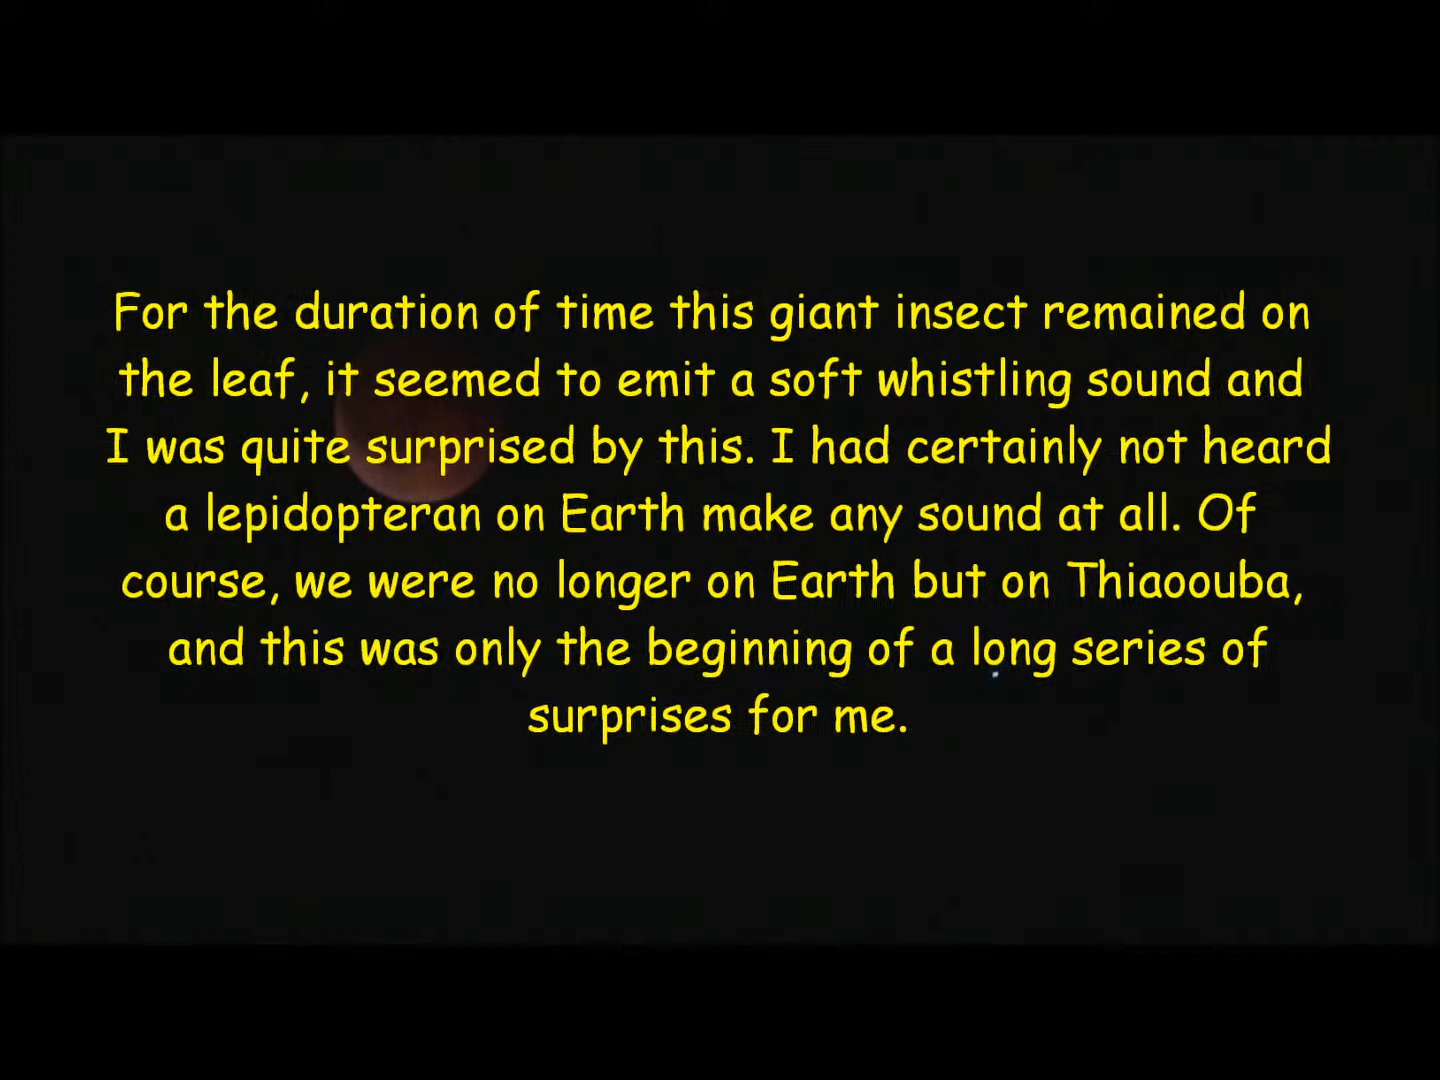 For the duration of time this giant insect remained on
the leaf, it seemed to emit a soft whistling sound and
I was quite surprised by this. I had certainly not heard
a lepidopteran on Earth make any sound at all. Of
course, we were no longer on Earth but on Thiaoouba,
and this was only the beginning of a long series of
surprises for me.